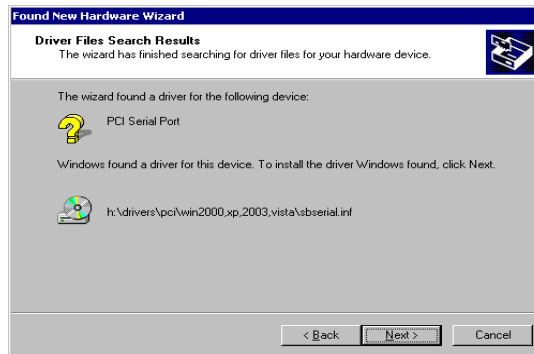 Found New Hardware Wizard
Driver Files Search Results
The wizard has finished searching for driver files for your hardware device.
The wizard found a driver for the following device:
PCI Serial Port
Windows found a driver for this device. To install the driver Windows found, click Next.
h:\drivers\pci\win2000,xp,2003,vista\sbserial.inf
< Back
Next >
Cancel